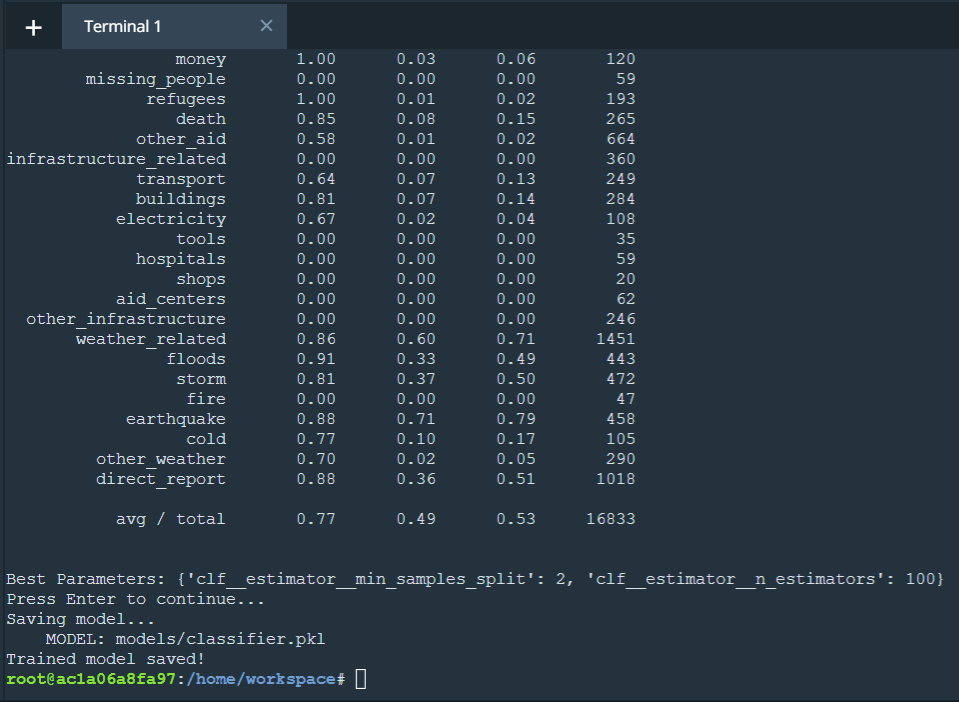 + Terminal 1 ×
money 1.00 0.03 0.06 120
missing_people 0.00 0.00 0.00 59
refugees 1.00 0.01 0.02 193
death 0.85 0.08 0.15 265
other_aid 0.58 0.01 0.02 664
infrastructure_related 0.00 0.00 0.00 360
transport 0.64 0.07 0.13 249
buildings 0.81 0.07 0.14 284
electricity 0.67 0.02 0.04 108
tools 0.00 0.00 0.00 35
hospitals 0.00 0.00 0.00 59
shops 0.00 0.00 0.00 20
aid_centers 0.00 0.00 0.00 62
other_infrastructure 0.00 0.00 0.00 246
weather_related 0.86 0.60 0.71 1451
floods 0.91 0.33 0.49 443
storm 0.81 0.37 0.50 472
fire 0.00 0.00 0.00 47
earthquake 0.88 0.71 0.79 458
cold 0.77 0.10 0.17 105
other_weather 0.70 0.02 0.05 290
direct_report 0.88 0.36 0.51 1018
avg / total 0.77 0.49 0.53 16833
Best Parameters: {'clf__estimator__min_samples_split': 2, 'clf__estimator__n_estimators': 100}
Press Enter to continue...
Saving model...
MODEL: models/classifier.pkl
Trained model saved!
root@ac1a06a8fa97:/home/workspace#